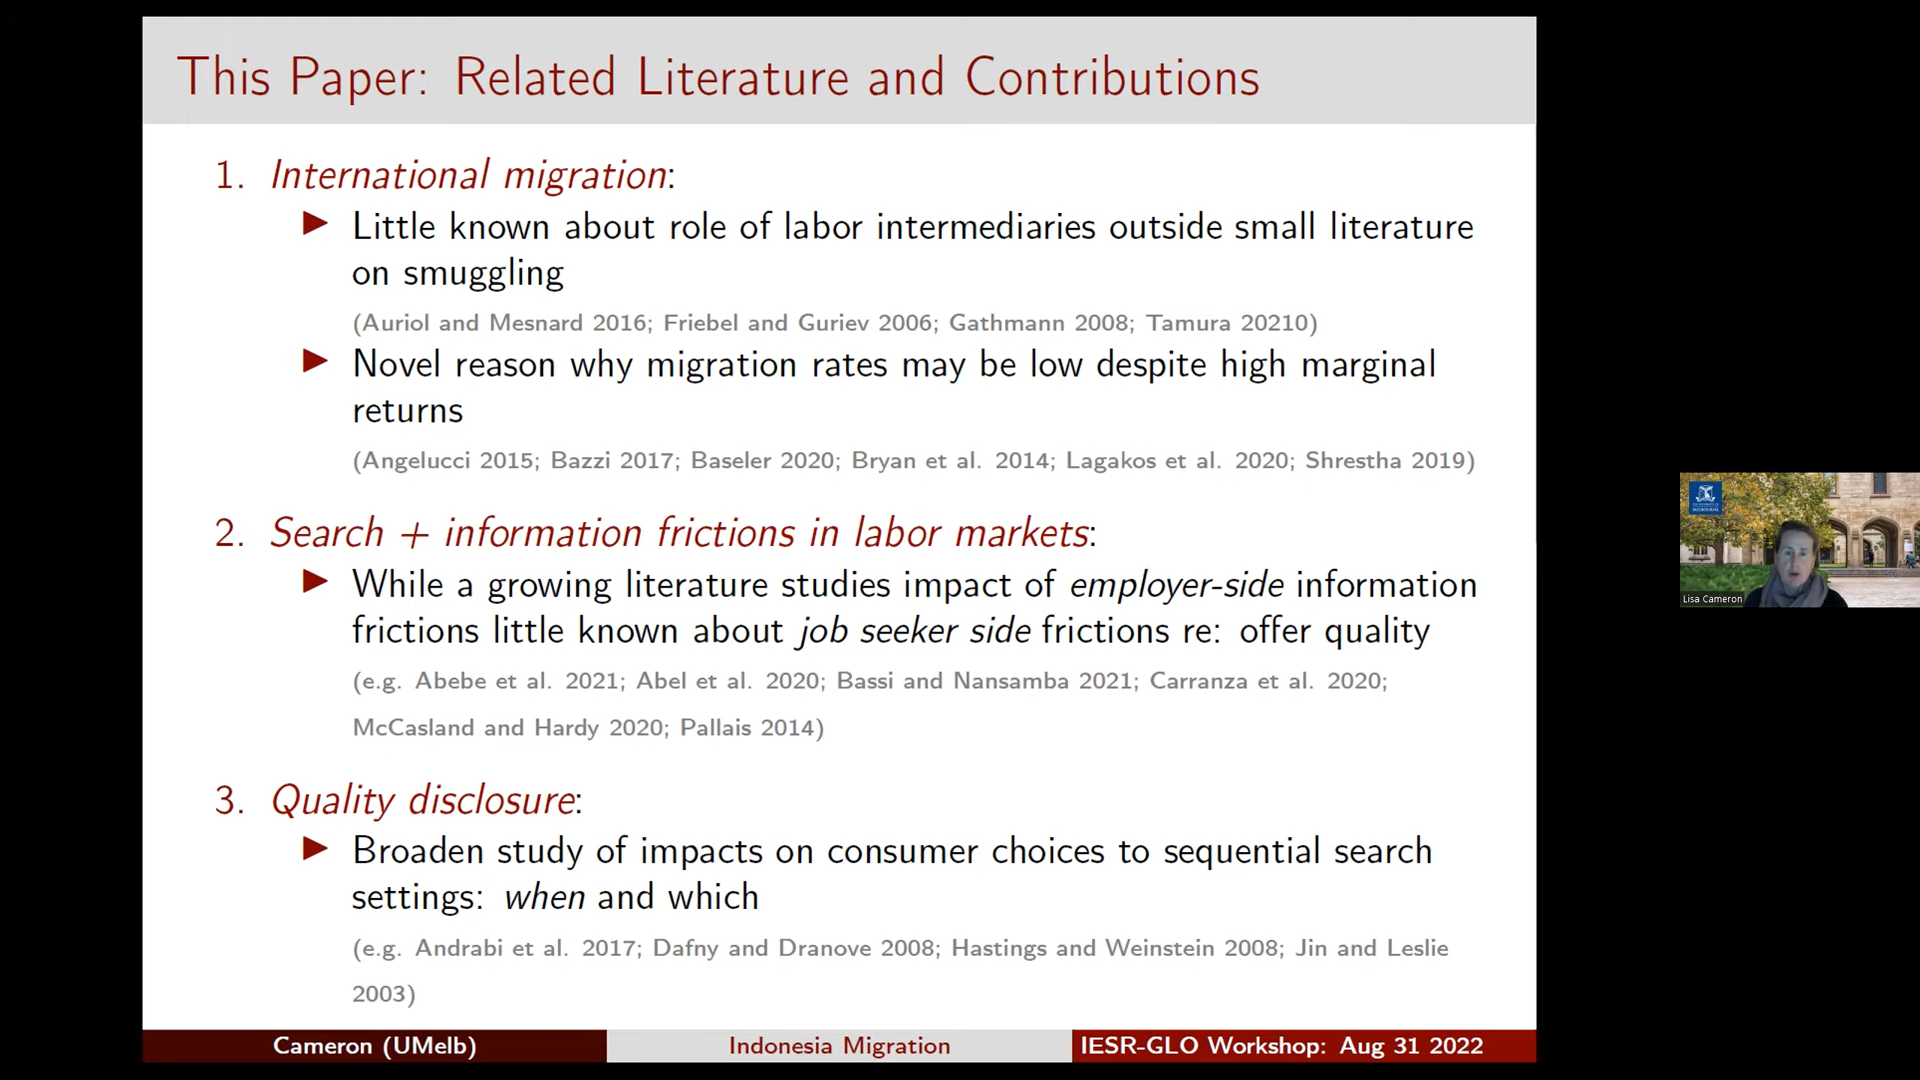 This Paper: Related Literature and Contributions
1. International migration:
▶ Little known about role of labor intermediaries outside small literature
on smuggling
(Auriol and Mesnard 2016; Friebel and Guriev 2006; Gathmann 2008; Tamura 20210)
▶ Novel reason why migration rates may be low despite high marginal
returns
(Angelucci 2015; Bazzi 2017; Baseler 2020; Bryan et al. 2014; Lagakos et al. 2020; Shrestha 2019)
2. Search + information frictions in labor markets:
▶ While a growing literature studies impact of employer-side information
frictions little known about job seeker side frictions re: offer quality
(e.g. Abebe et al. 2021; Abel et al. 2020; Bassi and Nansamba 2021; Carranza et al. 2020;
McCasland and Hardy 2020; Pallais 2014)
3. Quality disclosure:
▶ Broaden study of impacts on consumer choices to sequential search
settings: when and which
(e.g. Andrabi et al. 2017; Dafny and Dranove 2008; Hastings and Weinstein 2008; Jin and Leslie
2003)
Cameron (UMelb)
Indonesia Migration
IESR-GLO Workshop: Aug 31 2022
MELBOURNE
Lisa Cameron